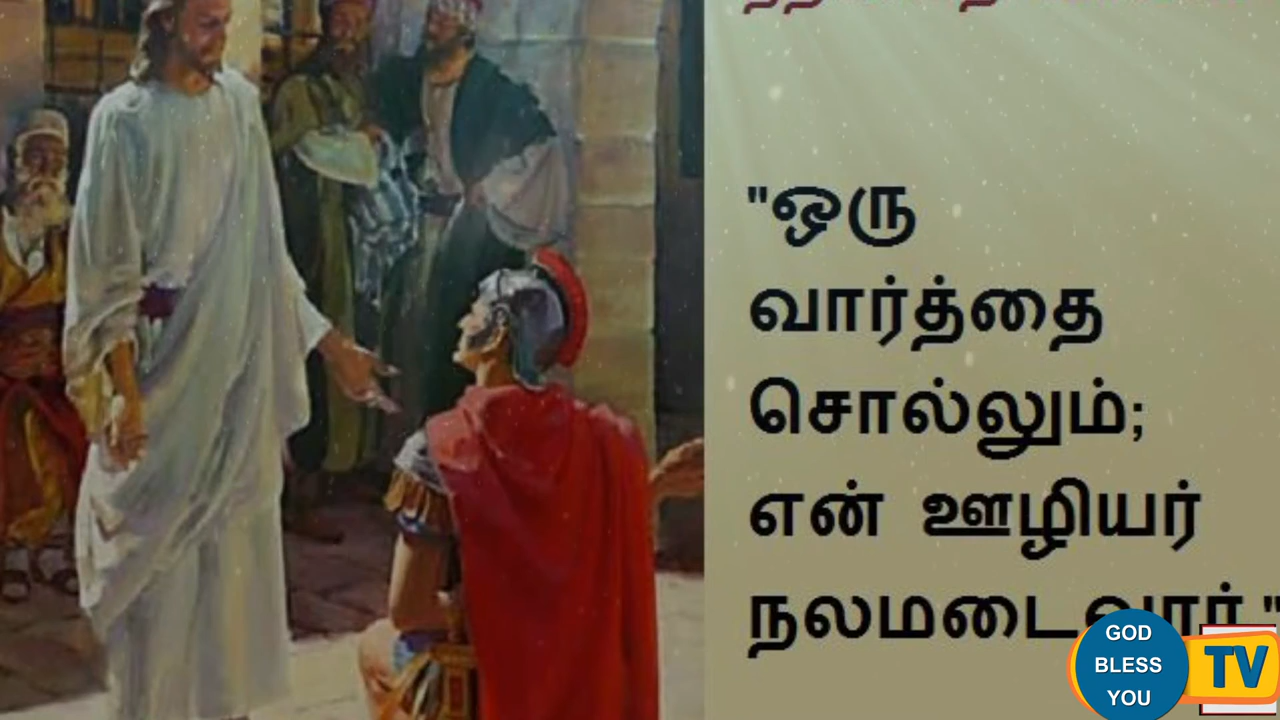 "ஒரு
வார்த்தை
சொல்லும்;
என் ஊழியர்
நலமடைவார்."
GOD
BLESS
YOU
TV